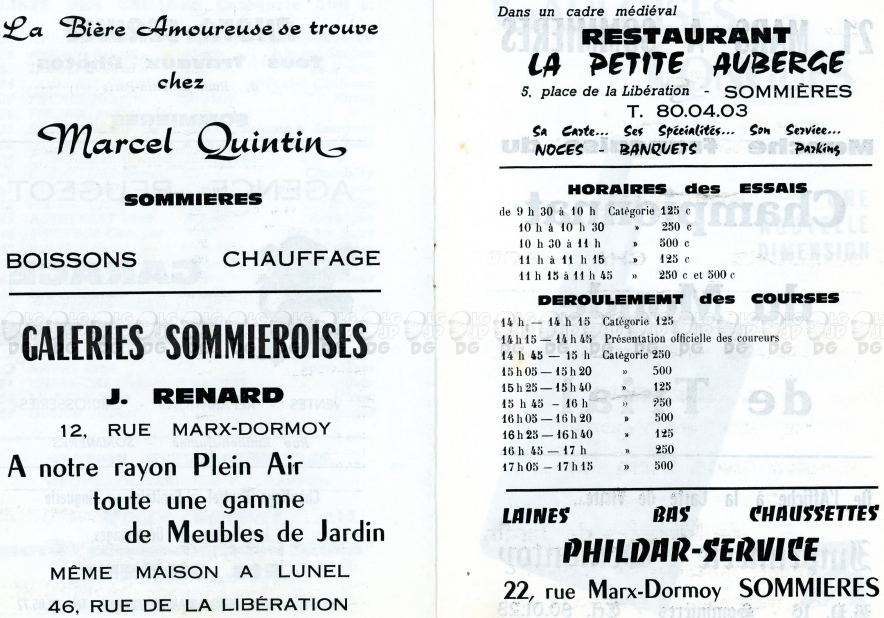 La Bière Amoureuse se trouve
chez
Marcel Quintin
SOMMIERES
BOISSONS CHAUFFAGE
GALERIES SOMMIEROISES
J. RENARD
12, RUE MARX-DORMOY
A notre rayon Plein Air
toute une gamme
de Meubles de Jardin
MÊME MAISON A LUNEL
46, RUE DE LA LIBÉRATION
Dans un cadre médiéval
RESTAURANT
LA PETITE AUBERGE
5, place de la Libération - SOMMIÈRES
T. 80.04.03
Sa Carte... Ses Spécialités... Son Service...
NOCES BANQUETS Parking
HORAIRES des ESSAIS
de 9 h 30 à 10 h Catégorie 125 c
10 h à 10 h 30 » 250 c
10 h 30 à 11 h » 500 c
11 h à 11 h 15 » 125 c
11 h 15 à 11 h 45 » 250 c et 500 c
DEROULEMEMT des COURSES
14 h — 14 h 15 Catégorie 125
14 h 15 — 14 h 45 Présentation officielle des coureurs
14 h 45 — 15 h Catégorie 250
15 h 05 — 15 h 20 » 500
15 h 25 — 15 h 40 » 125
15 h 45 - 16 h » 250
16 h 05 — 16 h 20 » 500
16 h 25 — 16 h 40 » 125
16 h 45 — 17 h » 250
17 h 05 — 17 h 15 » 500
LAINES BAS CHAUSSETTES
PHILDAR-SERVICE
22, rue Marx-Dormoy SOMMIERES